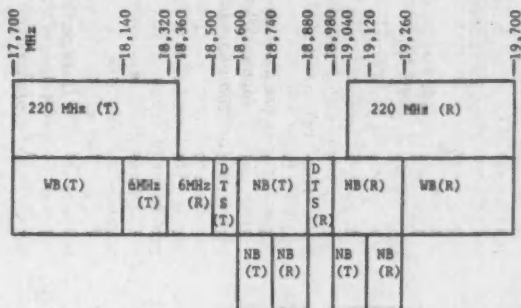 17,700 MHz
18,140
18,320
18,360
18,500
18,600
18,740
18,880
18,980
19,040
19,120
19,260
19,700
220 MHz (T)
220 MHz (R)
WB(T)
6MHz (T)
6MHz (R)
DTS (T)
NB(T)
DTS (R)
NB(R)
WB(R)
NB (T)
NB (R)
NB (T)
NB (R)